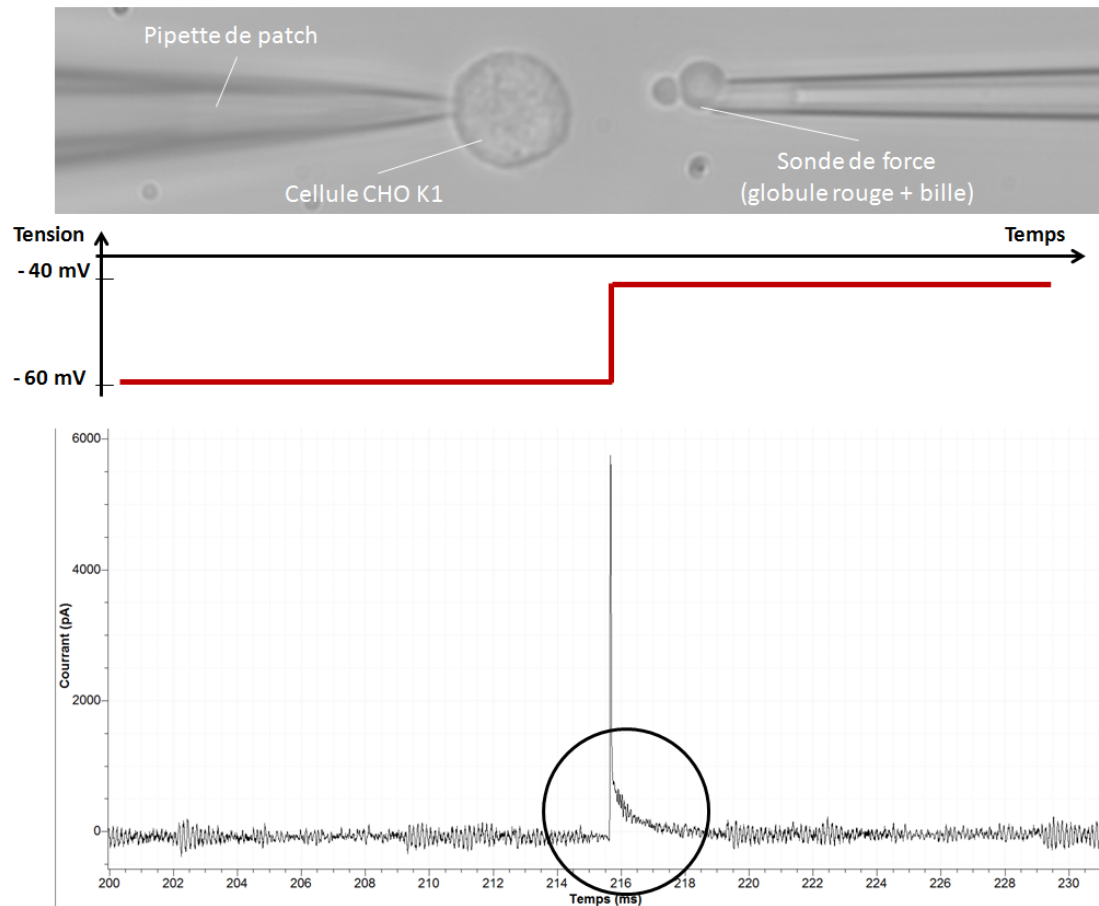 Pipette de patch
Cellule CHO K1
Sonde de force
(globule rouge + bille)
Tension
Temps
- 40 mV
- 60 mV
6000
4000
2000
0
Courrant (pA)
200 202 204 206 208 210 212 214 216 218 220 222 224 226 228 230
Temps (ms)